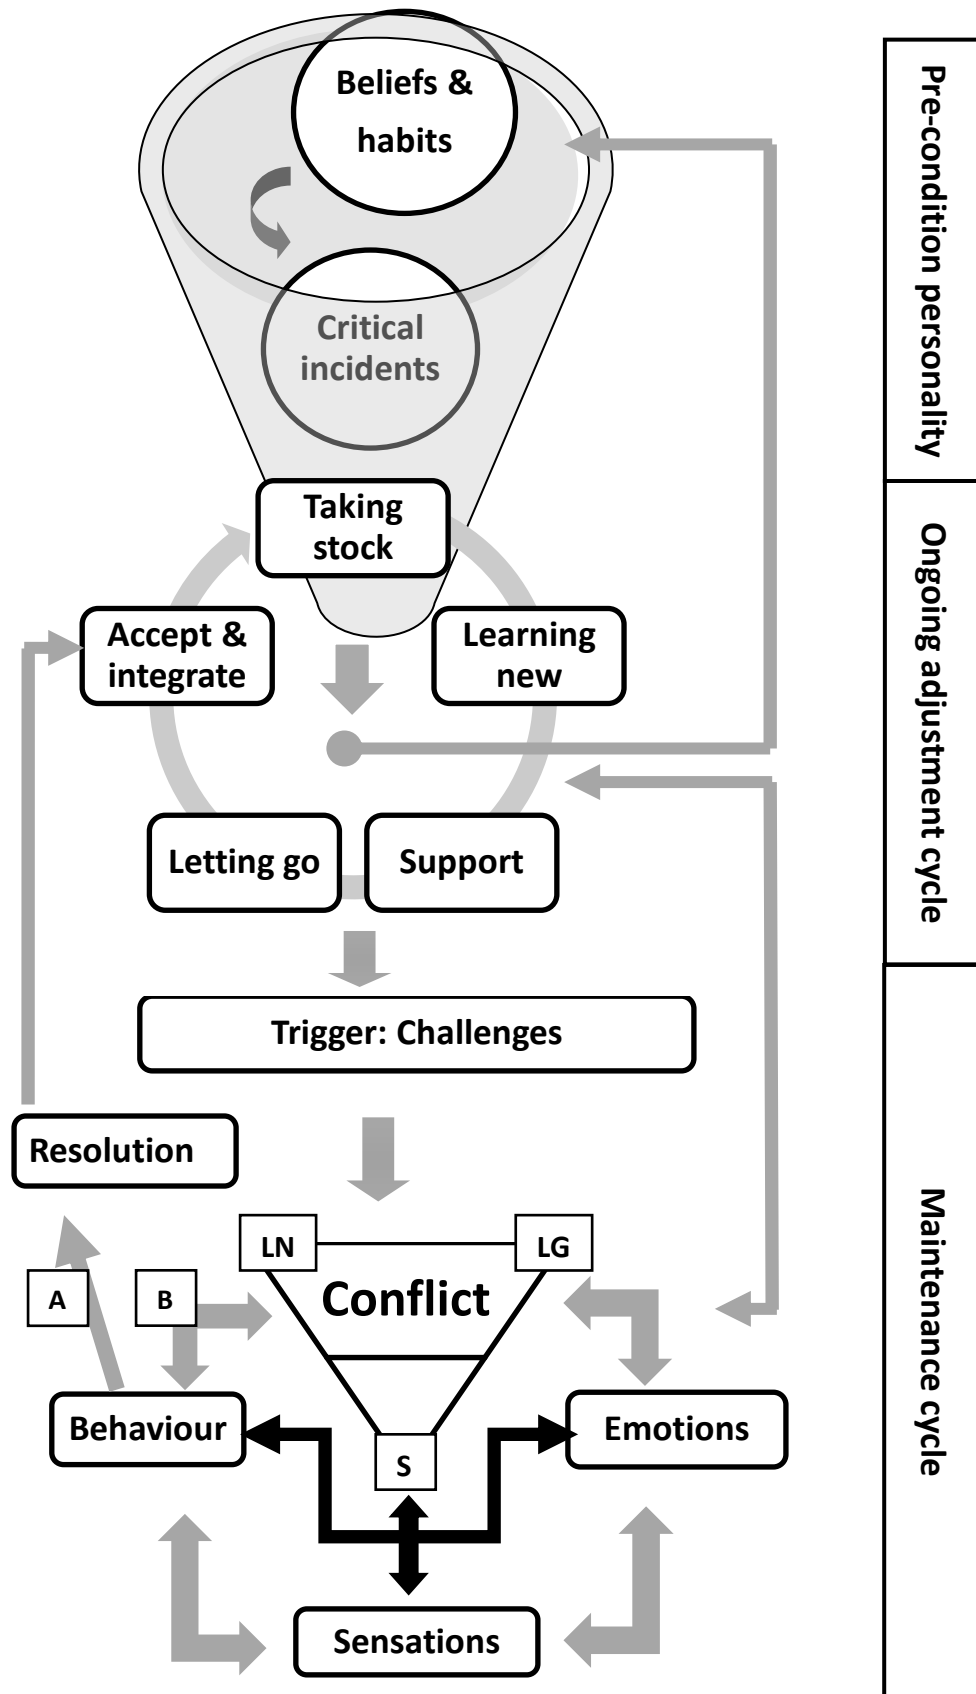 Beliefs &
habits
Critical
incidents
Taking
stock
Accept &
integrate
Learning
new
Letting go
Support
Trigger: Challenges
Resolution
LN
LG
Conflict
A
B
Behaviour
Emotions
S
Sensations
Pre-condition personality
Ongoing adjustment cycle
Maintenance cycle